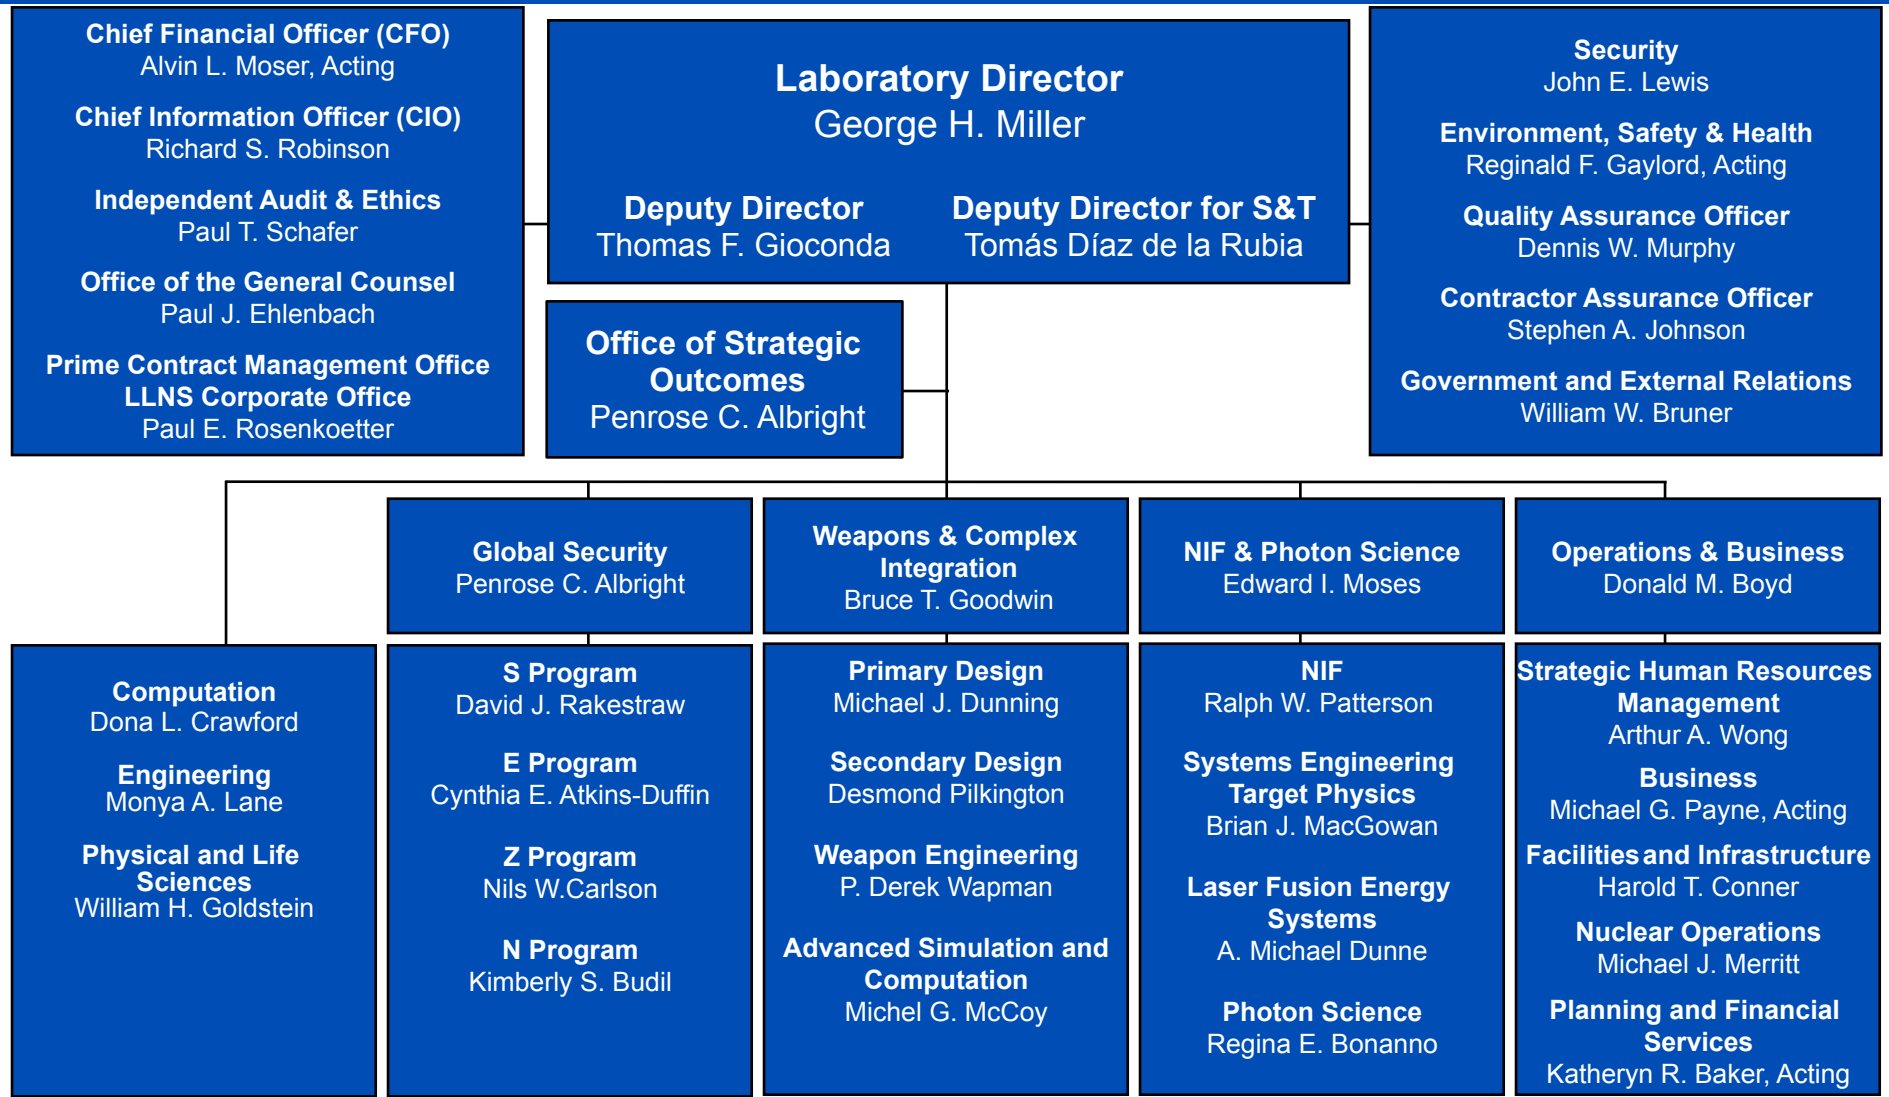 Chief Financial Officer (CFO)
Alvin L. Moser, Acting
Chief Information Officer (CIO)
Richard S. Robinson
Independent Audit & Ethics
Paul T. Schafer
Office of the General Counsel
Paul J. Ehlenbach
Prime Contract Management Office
LLNS Corporate Office
Paul E. Rosenkoetter
Laboratory Director
George H. Miller
Deputy Director
Thomas F. Gioconda
Deputy Director for S&T
Tomás Díaz de la Rubia
Security
John E. Lewis
Environment, Safety & Health
Reginald F. Gaylord, Acting
Quality Assurance Officer
Dennis W. Murphy
Contractor Assurance Officer
Stephen A. Johnson
Government and External Relations
William W. Bruner
Office of Strategic
Outcomes
Penrose C. Albright
Global Security
Penrose C. Albright
Weapons & Complex
Integration
Bruce T. Goodwin
NIF & Photon Science
Edward I. Moses
Operations & Business
Donald M. Boyd
Computation
Dona L. Crawford
Engineering
Monya A. Lane
Physical and Life
Sciences
William H. Goldstein
S Program
David J. Rakestraw
E Program
Cynthia E. Atkins-Duffin
Z Program
Nils W.Carlson
N Program
Kimberly S. Budil
Primary Design
Michael J. Dunning
Secondary Design
Desmond Pilkington
Weapon Engineering
P. Derek Wapman
Advanced Simulation and
Computation
Michel G. McCoy
NIF
Ralph W. Patterson
Systems Engineering
Target Physics
Brian J. MacGowan
Laser Fusion Energy
Systems
A. Michael Dunne
Photon Science
Regina E. Bonanno
Strategic Human Resources
Management
Arthur A. Wong
Business
Michael G. Payne, Acting
Facilities and Infrastructure
Harold T. Conner
Nuclear Operations
Michael J. Merritt
Planning and Financial
Services
Katheryn R. Baker, Acting